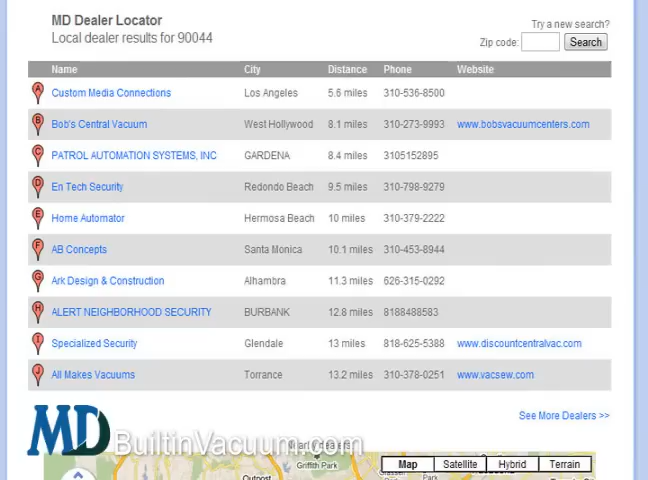 MD Dealer Locator
Local dealer results for 90044
Try a new search?
Zip code: Search
Name City Distance Phone Website
A Custom Media Connections Los Angeles 5.6 miles 310-536-8500
B Bob's Central Vacuum West Hollywood 8.1 miles 310-273-9993 www.bobsvacuumcenters.com
C PATROL AUTOMATION SYSTEMS, INC GARDENA 8.4 miles 3105152895
D En Tech Security Redondo Beach 9.5 miles 310-798-9279
E Home Automator Hermosa Beach 10 miles 310-379-2222
F AB Concepts Santa Monica 10.1 miles 310-453-8944
G Ark Design & Construction Alhambra 11.3 miles 626-315-0292
H ALERT NEIGHBORHOOD SECURITY BURBANK 12.8 miles 8188488583
I Specialized Security Glendale 13 miles 818-625-5388 www.discountcentralvac.com
J All Makes Vacuums Torrance 13.2 miles 310-378-0251 www.vacsew.com
See More Dealers >>
MD BuiltinVacuum.com
Nearby dealers
Map Satellite Hybrid Terrain
Griffith Park
Outpost